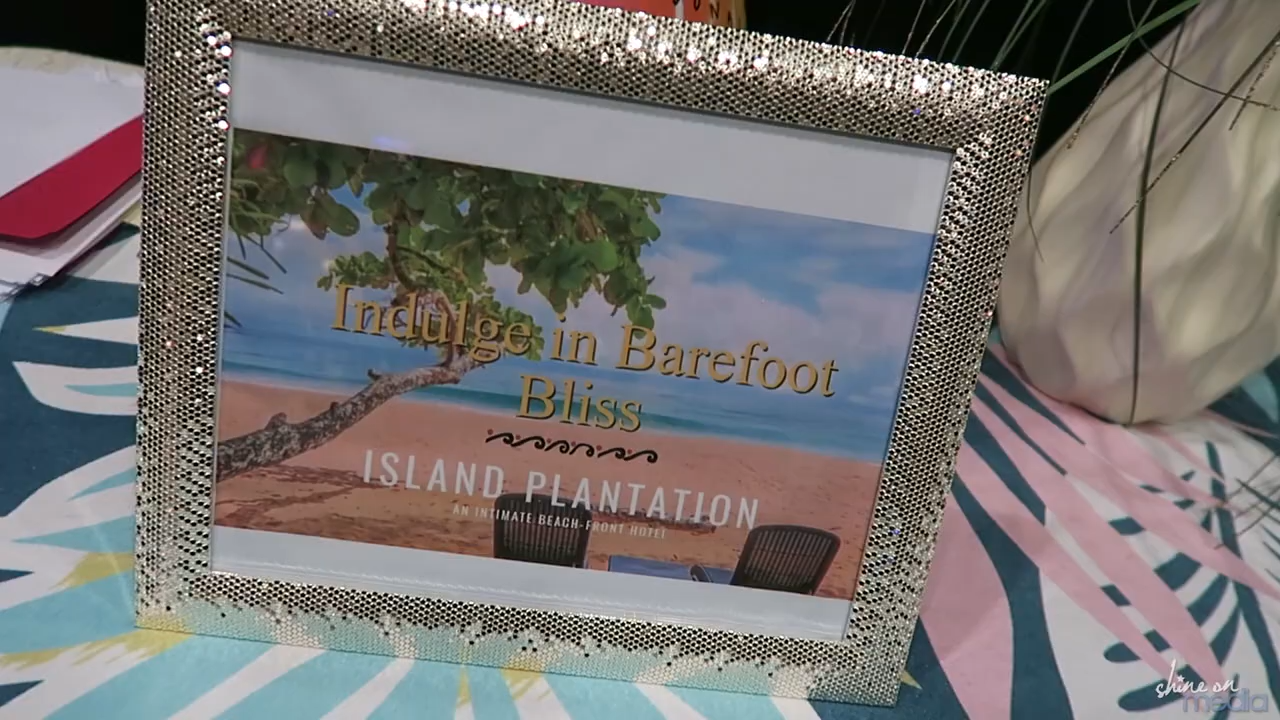 Indulge in Barefoot
Bliss
ISLAND PLANTATION
AN INTIMATE BEACH-FRONT HOTEL
shine on
media